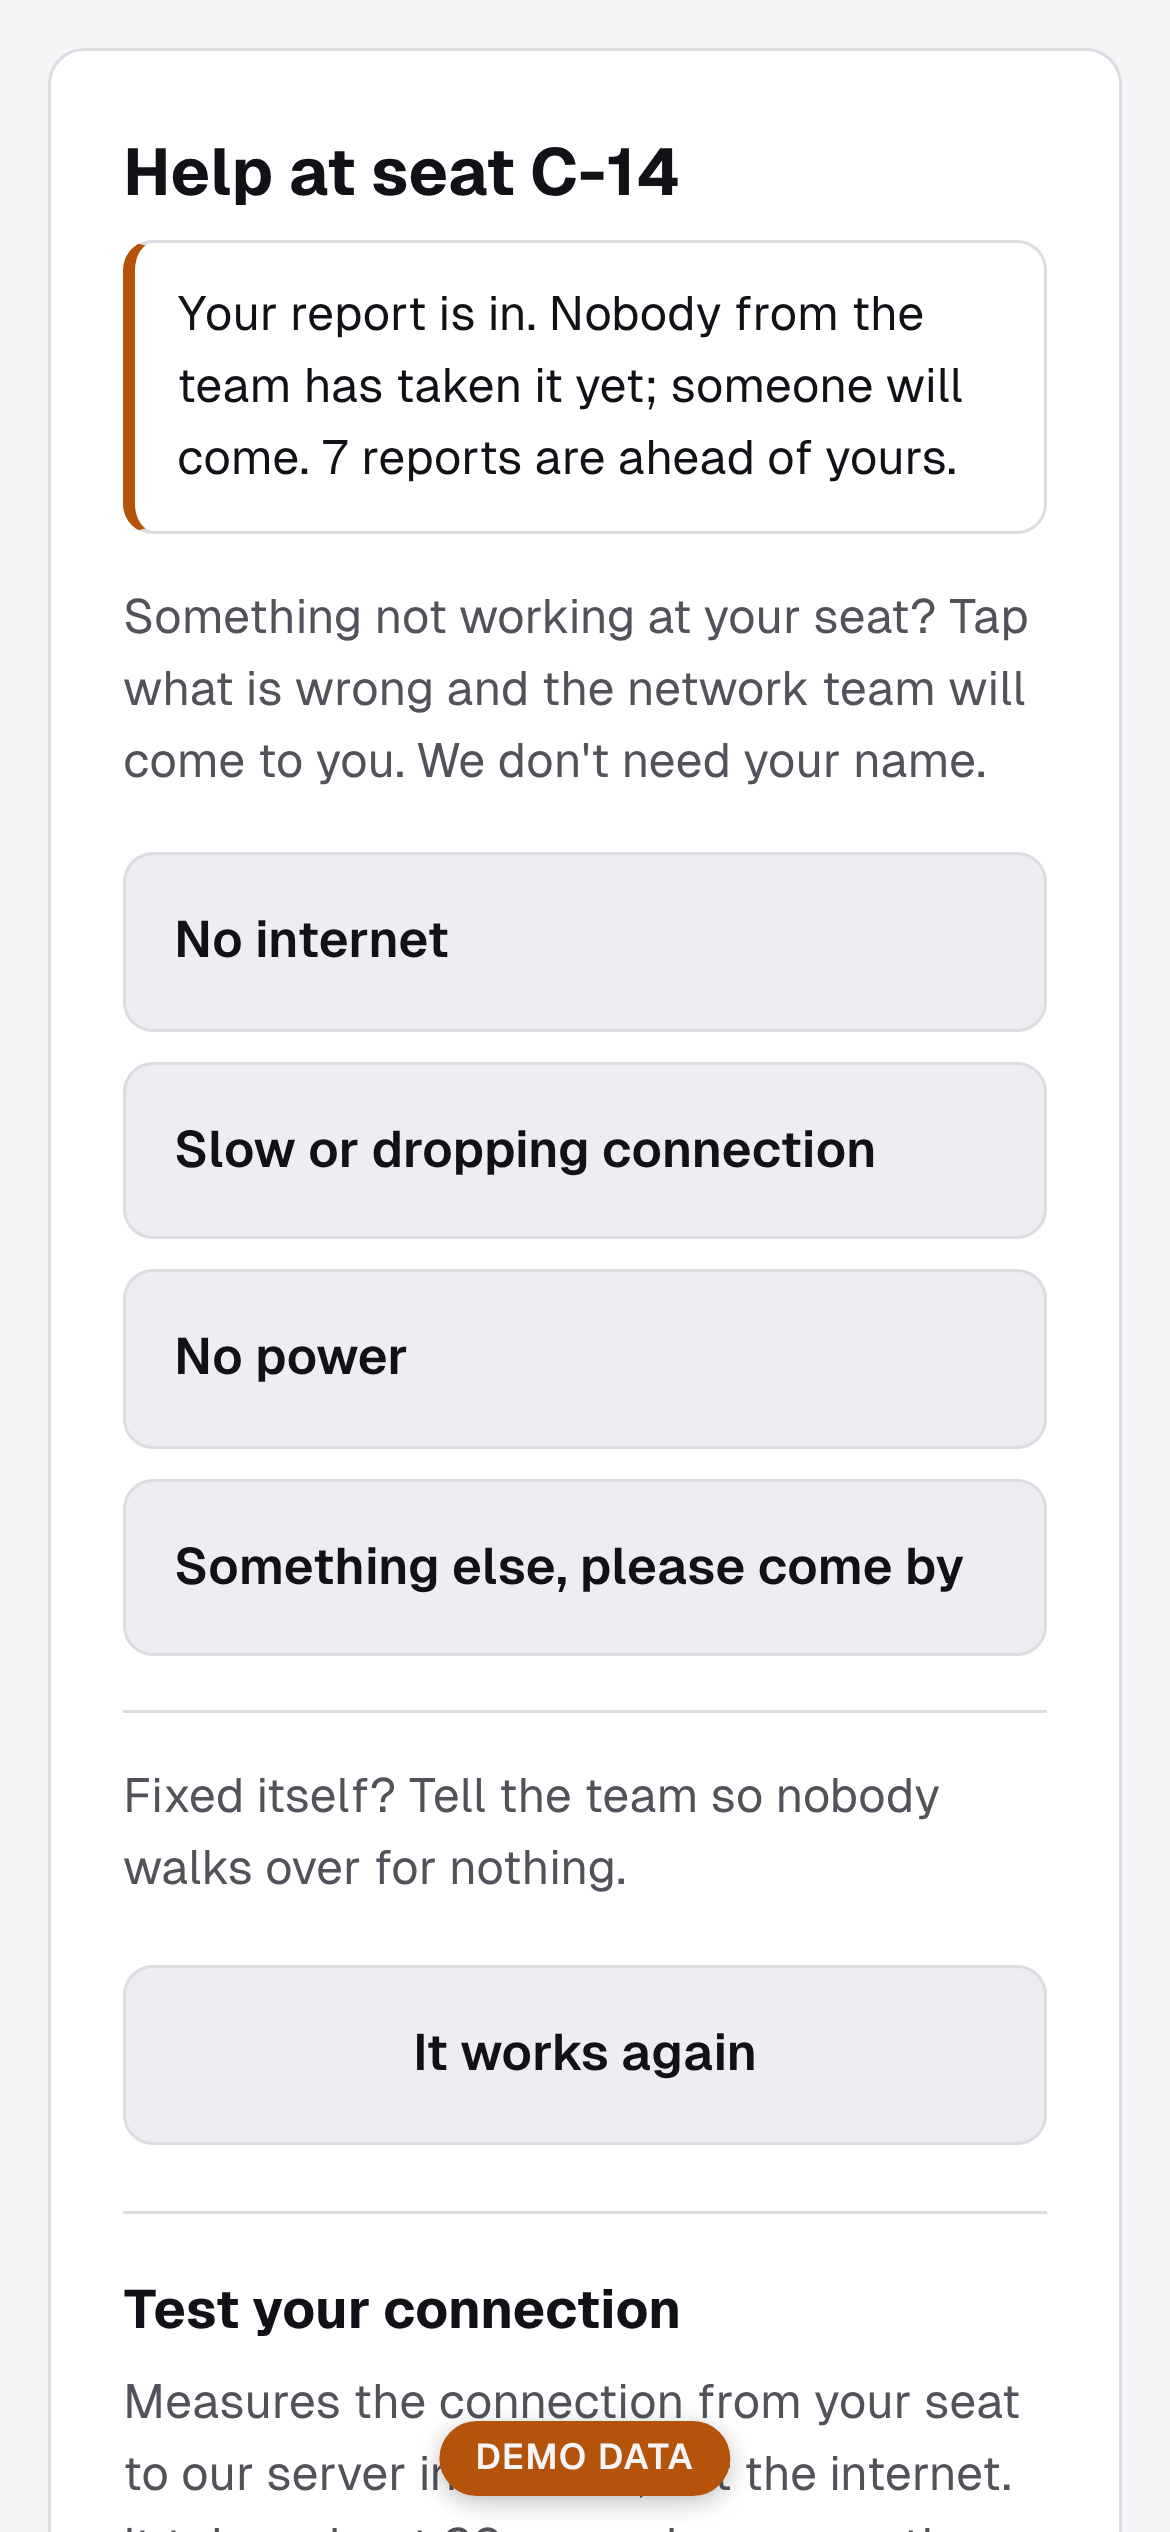 Help at seat C-14
Your report is in. Nobody from the
team has taken it yet; someone will
come. 7 reports are ahead of yours.
Something not working at your seat? Tap
what is wrong and the network team will
come to you. We don't need your name.
No internet
Slow or dropping connection
No power
Something else, please come by
Fixed itself? Tell the team so nobody
walks over for nothing.
It works again
Test your connection
Measures the connection from your seat
to our server
the internet.
DEMO DATA